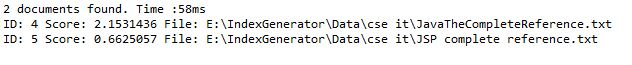 2 documents found. Time :58ms
ID: 4 Score: 2.1531436 File: E:\IndexGenerator\Data\cse it\JavaTheCompleteReference.txt
ID: 5 Score: 0.6625057 File: E:\IndexGenerator\Data\cse it\JSP complete reference.txt